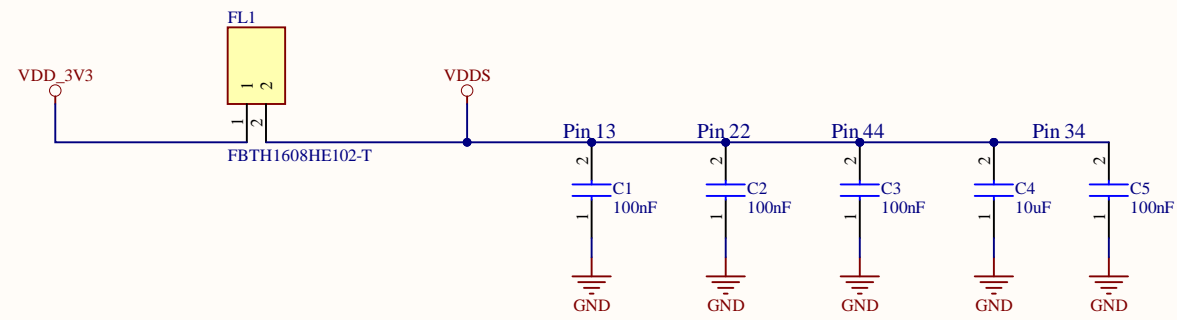 FL1
VDD_3V3
VDDS
1
2
1
2
FBTH1608HE102-T
Pin 13
Pin 22
Pin 44
Pin 34
2
2
2
2
2
C1
100nF
C2
100nF
C3
100nF
C4
10uF
C5
100nF
1
1
1
1
1
GND
GND
GND
GND
GND